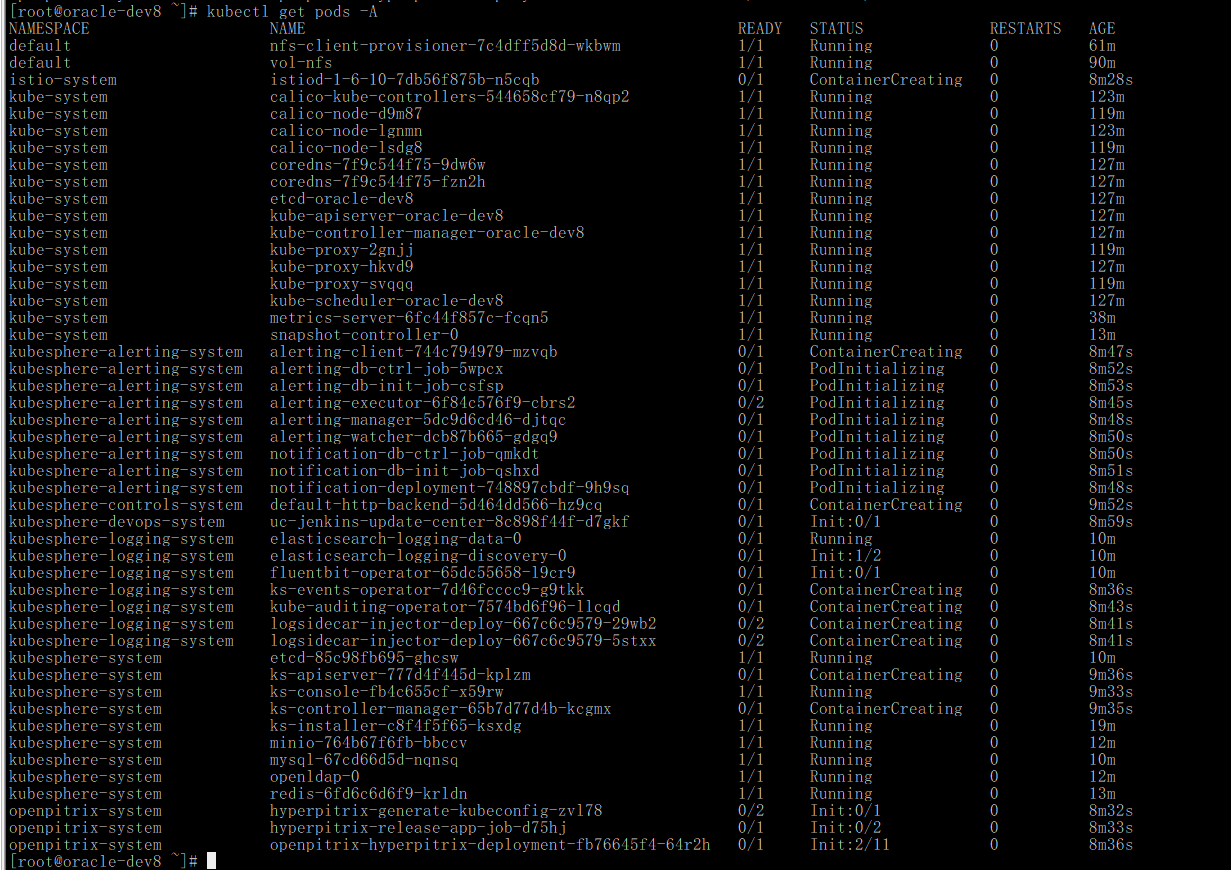 [root@oracle-dev8 ~]# kubectl get pods -A
NAMESPACE NAME READY STATUS RESTARTS AGE
default nfs-client-provisioner-7c4dff5d8d-wkbwm 1/1 Running 0 61m
default vol-nfs 1/1 Running 0 90m
istio-system istiod-1-6-10-7db56f875b-n5cqb 0/1 ContainerCreating 0 8m28s
kube-system calico-kube-controllers-544658cf79-n8qp2 1/1 Running 0 123m
kube-system calico-node-d9m87 1/1 Running 0 119m
kube-system calico-node-lgnmn 1/1 Running 0 123m
kube-system calico-node-lsdg8 1/1 Running 0 119m
kube-system coredns-7f9c544f75-9dw6w 1/1 Running 0 127m
kube-system coredns-7f9c544f75-fzn2h 1/1 Running 0 127m
kube-system etcd-oracle-dev8 1/1 Running 0 127m
kube-system kube-apiserver-oracle-dev8 1/1 Running 0 127m
kube-system kube-controller-manager-oracle-dev8 1/1 Running 0 127m
kube-system kube-proxy-2gnjj 1/1 Running 0 119m
kube-system kube-proxy-hkvd9 1/1 Running 0 127m
kube-system kube-proxy-svqqq 1/1 Running 0 119m
kube-system kube-scheduler-oracle-dev8 1/1 Running 0 127m
kube-system metrics-server-6fc44f857c-fcqn5 1/1 Running 0 38m
kube-system snapshot-controller-0 1/1 Running 0 13m
kubesphere-alerting-system alerting-client-744c794979-mzvqb 0/1 ContainerCreating 0 8m47s
kubesphere-alerting-system alerting-db-ctrl-job-5wpcx 0/1 PodInitializing 0 8m52s
kubesphere-alerting-system alerting-db-init-job-csfsp 0/1 PodInitializing 0 8m53s
kubesphere-alerting-system alerting-executor-6f84c576f9-cbrs2 0/2 PodInitializing 0 8m45s
kubesphere-alerting-system alerting-manager-5dc9d6cd46-djtqc 0/1 PodInitializing 0 8m48s
kubesphere-alerting-system alerting-watcher-dcb87b665-gdgq9 0/1 PodInitializing 0 8m50s
kubesphere-alerting-system notification-db-ctrl-job-qmkdt 0/1 PodInitializing 0 8m50s
kubesphere-alerting-system notification-db-init-job-qshxd 0/1 PodInitializing 0 8m51s
kubesphere-alerting-system notification-deployment-748897cbdf-9h9sq 0/1 PodInitializing 0 8m48s
kubesphere-controls-system default-http-backend-5d464dd566-hz9cq 0/1 ContainerCreating 0 9m52s
kubesphere-devops-system uc-jenkins-update-center-8c898f44f-d7gkf 0/1 Init:0/1 0 8m59s
kubesphere-logging-system elasticsearch-logging-data-0 0/1 Running 0 10m
kubesphere-logging-system elasticsearch-logging-discovery-0 0/1 Init:1/2 0 10m
kubesphere-logging-system fluentbit-operator-65dc55658-l9cr9 0/1 Init:0/1 0 10m
kubesphere-logging-system ks-events-operator-7d46fcccc9-g9tkk 0/1 ContainerCreating 0 8m36s
kubesphere-logging-system kube-auditing-operator-7574bd6f96-llcqd 0/1 ContainerCreating 0 8m43s
kubesphere-logging-system logsidecar-injector-deploy-667c6c9579-29wb2 0/2 ContainerCreating 0 8m41s
kubesphere-logging-system logsidecar-injector-deploy-667c6c9579-5stxx 0/2 ContainerCreating 0 8m41s
kubesphere-system etcd-85c98fb695-ghcsw 1/1 Running 0 10m
kubesphere-system ks-apiserver-777d4f445d-kplzm 0/1 ContainerCreating 0 9m36s
kubesphere-system ks-console-fb4c655cf-x59rw 1/1 Running 0 9m33s
kubesphere-system ks-controller-manager-65b7d77d4b-kcgmx 0/1 ContainerCreating 0 9m35s
kubesphere-system ks-installer-c8f4f5f65-ksxdg 1/1 Running 0 19m
kubesphere-system minio-764b67f6fb-bbccv 1/1 Running 0 12m
kubesphere-system mysql-67cd66d5d-nqnsq 1/1 Running 0 10m
kubesphere-system openldap-0 1/1 Running 0 12m
kubesphere-system redis-6fd6c6d6f9-krldn 1/1 Running 0 13m
openpitrix-system hyperpitrix-generate-kubeconfig-zvl78 0/2 Init:0/1 0 8m32s
openpitrix-system hyperpitrix-release-app-job-d75hj 0/1 Init:0/2 0 8m33s
openpitrix-system openpitrix-hyperpitrix-deployment-fb76645f4-64r2h 0/1 Init:2/11 0 8m36s
[root@oracle-dev8 ~]#